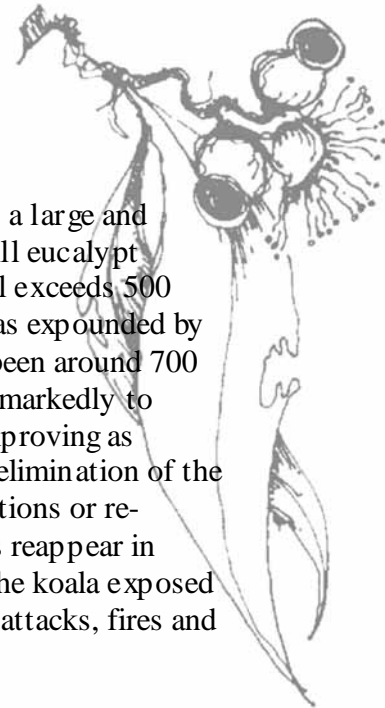 a large and
ll eucalypt
l exceeds 500
as expounded by
been around 700
markedly to
proving as
elimination of the
tions or re-
s reappear in
he koala exposed
attacks, fires and